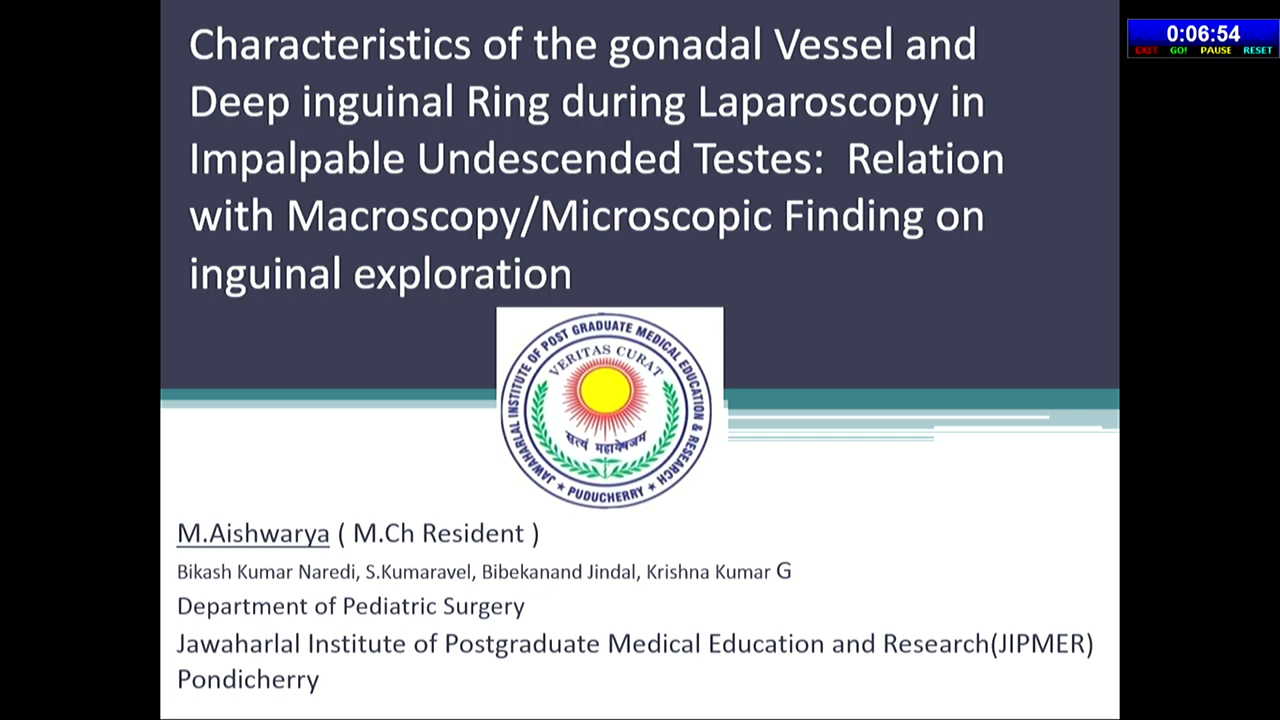 Characteristics of the gonadal Vessel and
Deep inguinal Ring during Laparoscopy in
Impalpable Undescended Testes:  Relation
with Macroscopy/Microscopic Finding on
inguinal exploration
0:06:54
EXIT GO! PAUSE RESET
JAWAHARLAL INSTITUTE OF POST GRADUATE MEDICAL EDUCATION & RESEARCH
VERITAS CURAT
★ PUDUCHERRY ★
M.Aishwarya ( M.Ch Resident )
Bikash Kumar Naredi, S.Kumaravel, Bibekanand Jindal, Krishna Kumar G
Department of Pediatric Surgery
Jawaharlal Institute of Postgraduate Medical Education and Research(JIPMER)
Pondicherry